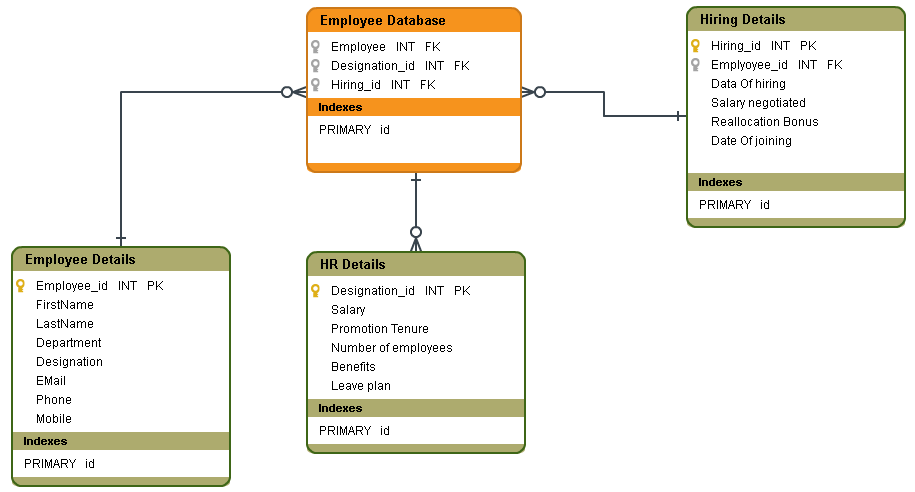 Employee Database
Employee INT FK
Designation_id INT FK
Hiring_id INT FK
Indexes
PRIMARY id
Hiring Details
Hiring_id INT PK
Emplyoyee_id INT FK
Data Of hiring
Salary negotiated
Reallocation Bonus
Date Of joining
Indexes
PRIMARY id
Employee Details
Employee_id INT PK
FirstName
LastName
Department
Designation
EMail
Phone
Mobile
Indexes
PRIMARY id
HR Details
Designation_id INT PK
Salary
Promotion Tenure
Number of employees
Benefits
Leave plan
Indexes
PRIMARY id